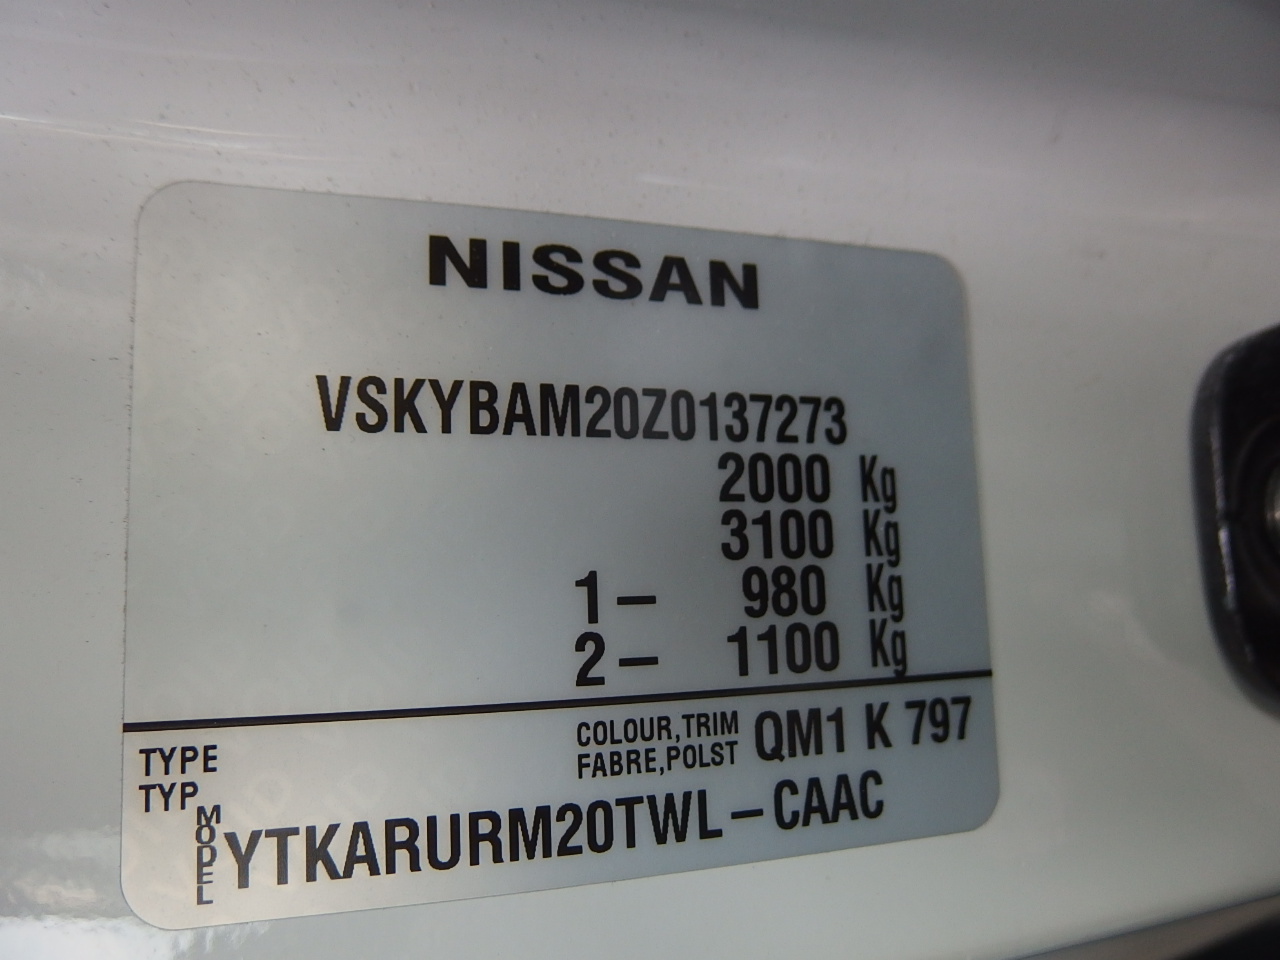 NISSAN
VSKYBAM20Z0137273
2000 Kg
3100 Kg
1– 980 Kg
2– 1100 Kg
TYPE
TYP
COLOUR,TRIM
FABRE,POLST
QM1 K 797
MODEL
YTKARURM20TWL–CAAC